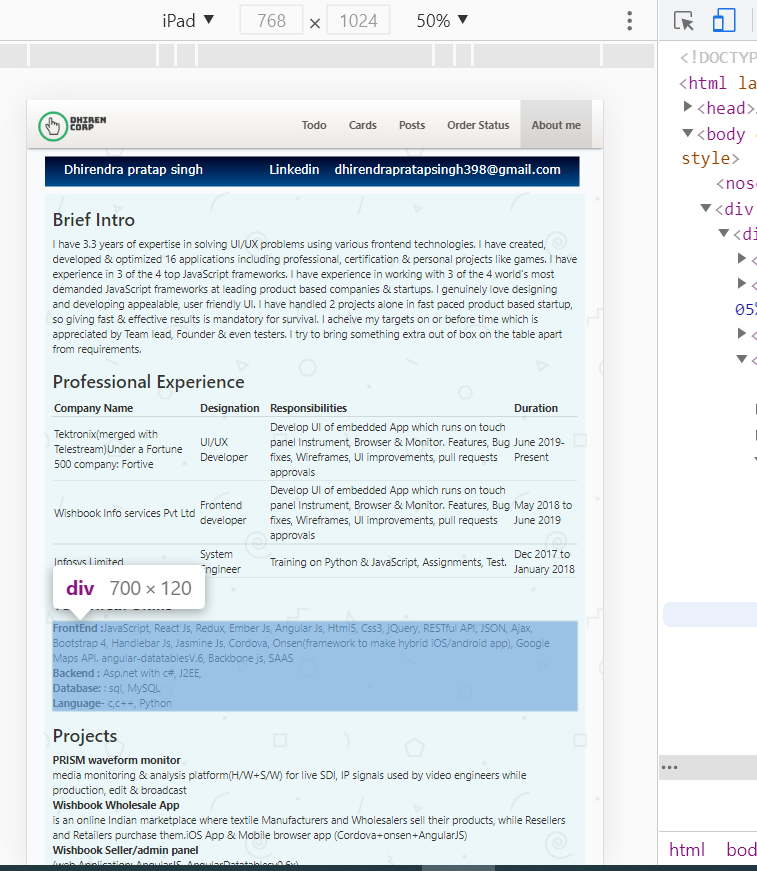 iPad ▼ 768 × 1024 50% ▼
<!DOCTYP
<html la
<head>
<body
style>
<nos
<div
<di
05%
DHIREN
CORP
Todo Cards Posts Order Status About me
Dhirendra pratap singh Linkedin dhirendrapratapsingh398@gmail.com
Brief Intro
I have 3.3 years of expertise in solving UI/UX problems using various frontend technologies. I have created,
developed & optimized 16 applications including professional, certification & personal projects like games. I have
experience in 3 of the 4 top JavaScript frameworks. I have experience in working with 3 of the 4 world's most
demanded JavaScript frameworks at leading product based companies & startups. I genuinely love designing
and developing appealable, user friendly UI. I have handled 2 projects alone in fast paced product based startup,
so giving fast & effective results is mandatory for survival. I acheive my targets on or before time which is
appreciated by Team lead, Founder & even testers. I try to bring something extra out of box on the table apart
from requirements.
Professional Experience
Company Name Designation Responsibilities Duration
Tektronix(merged with
Telestream)Under a Fortune
500 company: Fortive
UI/UX
Developer
Develop UI of embedded App which runs on touch
panel Instrument, Browser & Monitor. Features, Bug
fixes, Wireframes, UI improvements, pull requests
approvals
June 2019-
Present
Wishbook Info services Pvt Ltd
Frontend
developer
Develop UI of embedded App which runs on touch
panel Instrument, Browser & Monitor. Features, Bug
fixes, Wireframes, UI improvements, pull requests
approvals
May 2018 to
June 2019
Infosys Limited
System
Engineer
Training on Python & JavaScript, Assignments, Test.
Dec 2017 to
January 2018
div 700 × 120
FrontEnd :JavaScript, React Js, Redux, Ember Js, Angular Js, Html5, Css3, jQuery, RESTful API, JSON, Ajax,
Bootstrap 4, Handlebar Js, Jasmine Js, Cordova, Onsen(framework to make hybrid iOS/android app), Google
Maps API. angular-datatablesV.6, Backbone js, SAAS
Backend : Asp.net with c#, J2EE,
Database: : sql, MySQL
Language- c,c++, Python
Projects
PRISM waveform monitor
media monitoring & analysis platform(H/W+S/W) for live SDI, IP signals used by video engineers while
production, edit & broadcast
Wishbook Wholesale App
is an online Indian marketplace where textile Manufacturers and Wholesalers sell their products, while Resellers
and Retailers purchase them.iOS App & Mobile browser app (Cordova+onsen+AngularJS)
Wishbook Seller/admin panel
(web Application: AngularJS, AngularDatatablesv0.6x)
html bod